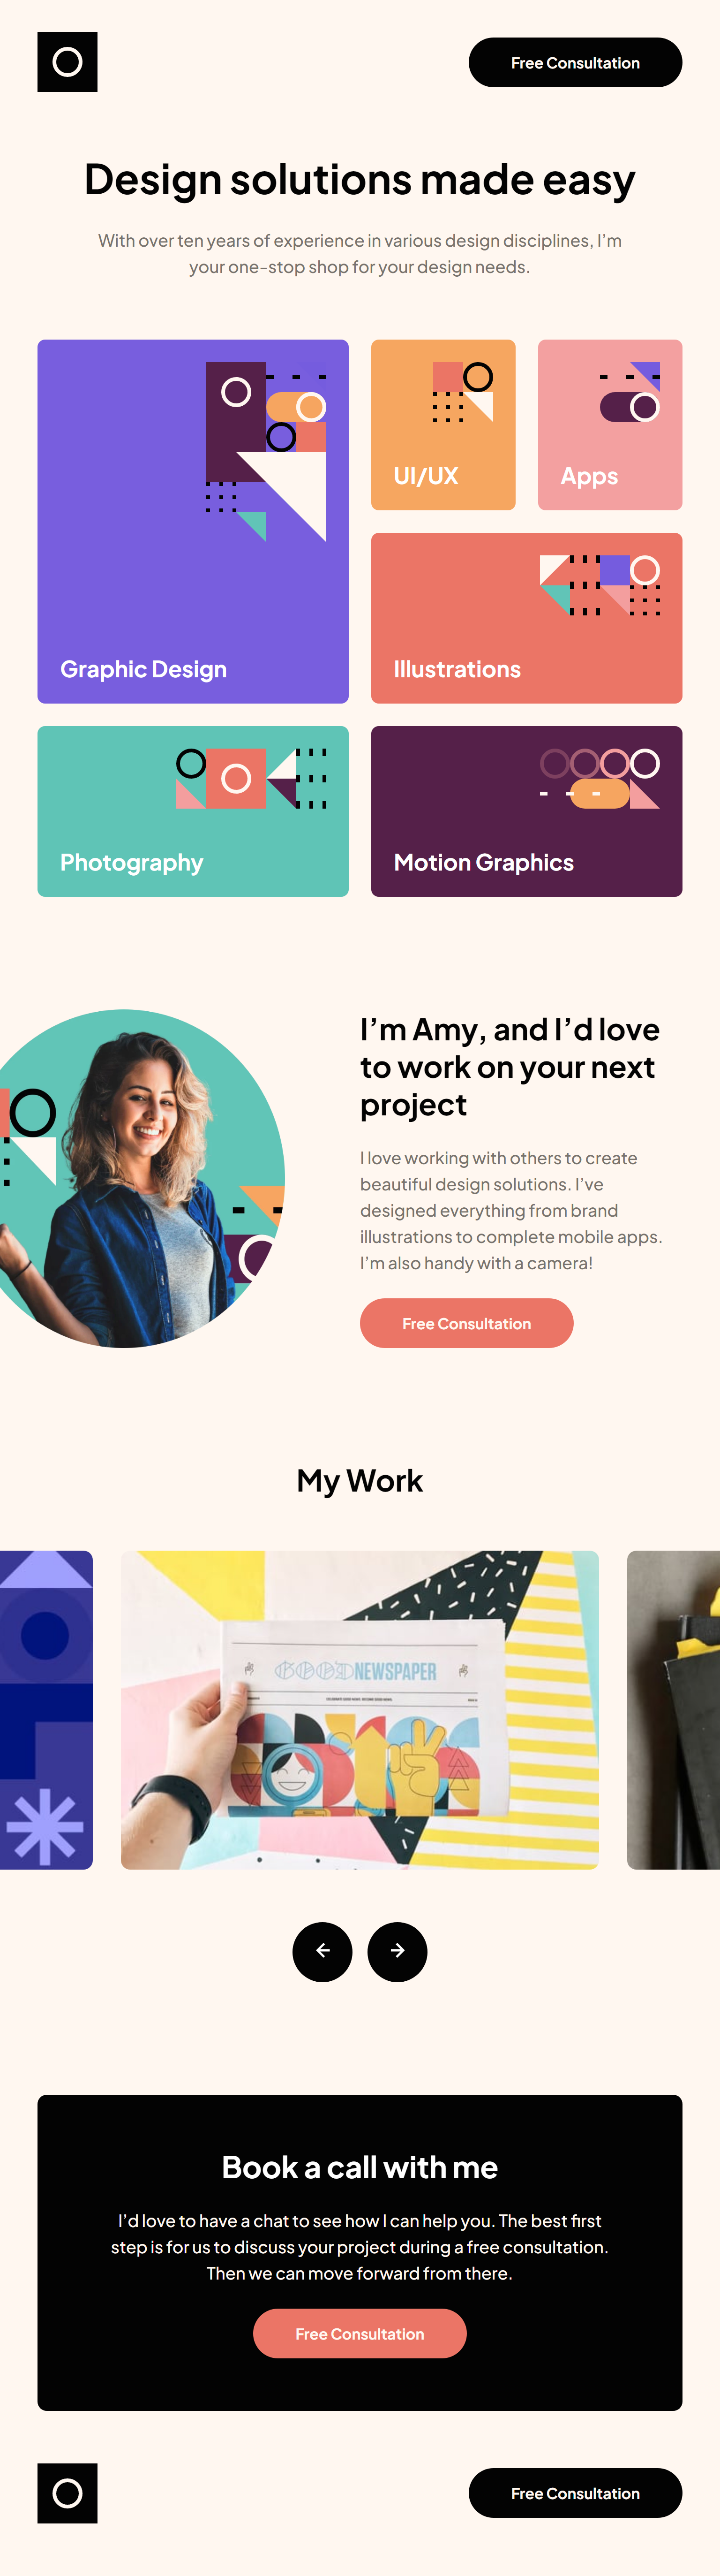 Free Consultation
Design solutions made easy
With over ten years of experience in various design disciplines, I’m
your one-stop shop for your design needs.
Graphic Design
UI/UX
Apps
Illustrations
Photography
Motion Graphics
I’m Amy, and I’d love
to work on your next
project
I love working with others to create
beautiful design solutions. I’ve
designed everything from brand
illustrations to complete mobile apps.
I’m also handy with a camera!
Free Consultation
My Work
GOOD NEWSPAPER
Book a call with me
I’d love to have a chat to see how I can help you. The best first
step is for us to discuss your project during a free consultation.
Then we can move forward from there.
Free Consultation
Free Consultation